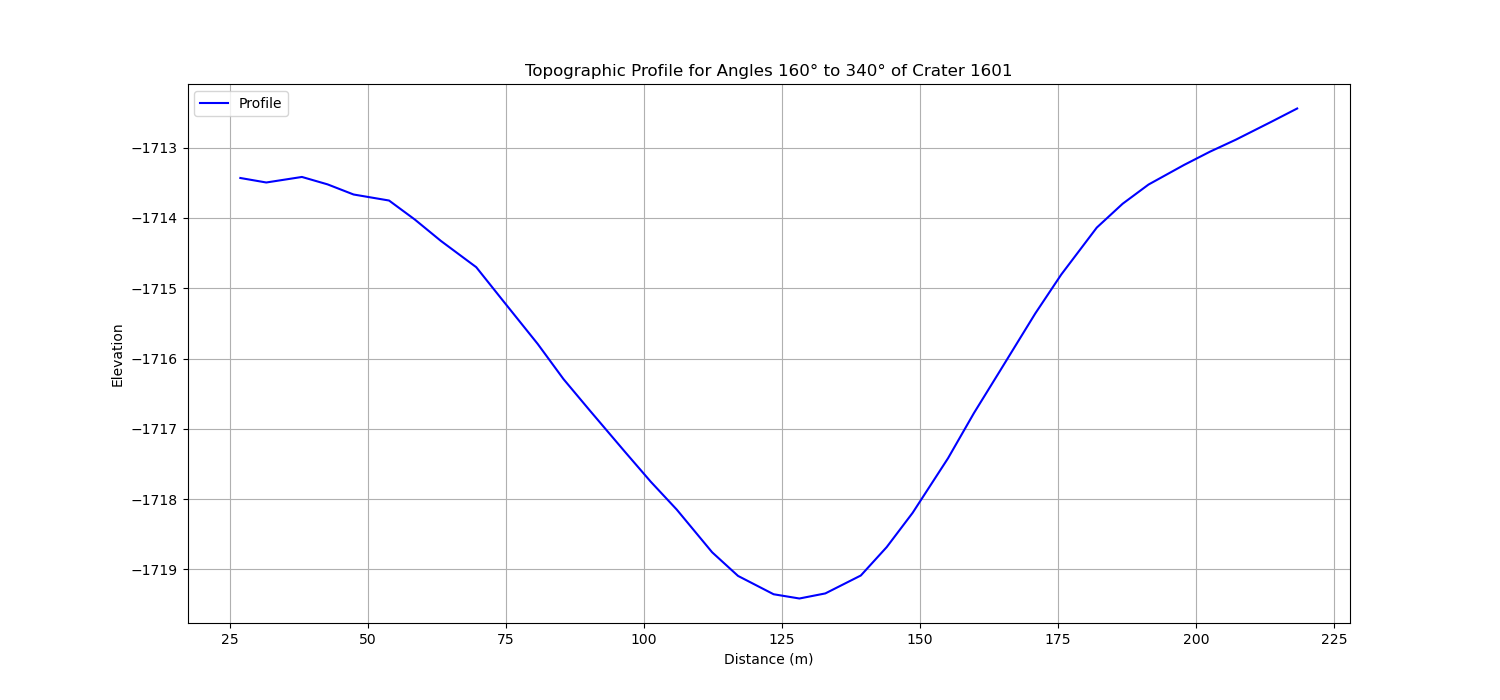 Topographic Profile for Angles 160° to 340° of Crater 1601
Profile
−1713
−1714
−1715
−1716
−1717
−1718
−1719
Elevation
25 50 75 100 125 150 175 200 225
Distance (m)